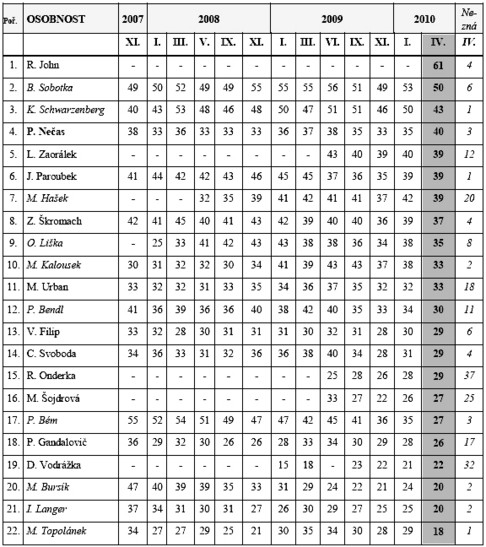 Poř. OSOBNOST 2007 2008 2009 2010 Ne-zná
XI. I. III. V. IX. XI. I. III. VI. IX. XI. I. IV. IV.
1. R. John - - - - - - - - - - - - 61 4
2. B. Sobotka 49 50 52 49 49 55 55 55 56 51 49 53 50 6
3. K. Schwarzenberg 40 43 53 48 46 48 50 47 51 51 46 50 43 1
4. P. Nečas 38 33 36 33 33 33 36 37 38 35 33 35 40 3
5. L. Zaorálek - - - - - - - - 43 40 39 40 39 12
6. J. Paroubek 41 44 42 42 43 46 45 45 37 36 35 39 39 1
7. M. Hašek - - - 32 35 39 41 42 41 41 37 42 39 20
8. Z. Škromach 42 41 45 40 41 43 42 39 40 40 36 39 37 4
9. O. Liška - 25 33 41 42 43 43 38 38 36 34 38 35 8
10. M. Kalousek 30 31 32 32 30 34 41 39 43 43 37 38 33 2
11. M. Urban 33 32 32 31 33 35 34 36 37 35 32 32 33 18
12. P. Bendl 41 36 39 36 36 40 38 42 40 35 33 34 30 11
13. V. Filip 33 32 28 30 31 31 30 33 32 31 28 30 29 6
14. C. Svoboda 34 36 33 31 32 36 36 38 40 34 28 31 29 4
15. R. Onderka - - - - - - - - 25 28 26 28 29 37
16. M. Šojdrová - - - - - - - - 33 27 22 26 27 25
17. P. Bém 55 52 54 51 49 47 47 42 45 41 36 35 27 3
18. P. Gandalovič 36 29 32 30 26 26 28 33 34 30 29 28 26 17
19. D. Vodrážka - - - - - - 15 18 - 23 22 21 22 32
20. M. Bursík 47 40 39 39 35 33 31 29 24 22 21 24 20 2
21. I. Langer 37 34 31 30 31 27 26 30 29 27 25 25 20 2
22. M. Topolánek 34 27 27 29 25 21 30 35 34 30 28 29 18 1